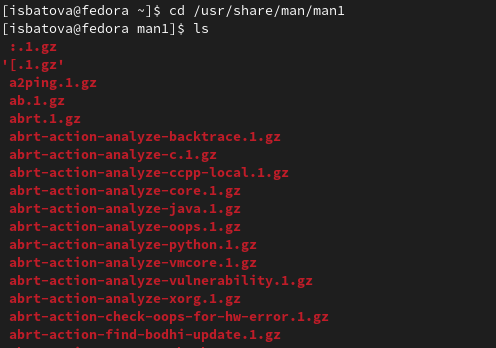 [isbatova@fedora ~]$ cd /usr/share/man/man1
[isbatova@fedora man1]$ ls
:.1.gz
'[.1.gz'
a2ping.1.gz
ab.1.gz
abrt.1.gz
abrt-action-analyze-backtrace.1.gz
abrt-action-analyze-c.1.gz
abrt-action-analyze-ccpp-local.1.gz
abrt-action-analyze-core.1.gz
abrt-action-analyze-java.1.gz
abrt-action-analyze-oops.1.gz
abrt-action-analyze-python.1.gz
abrt-action-analyze-vmcore.1.gz
abrt-action-analyze-vulnerability.1.gz
abrt-action-analyze-xorg.1.gz
abrt-action-check-oops-for-hw-error.1.gz
abrt-action-find-bodhi-update.1.gz